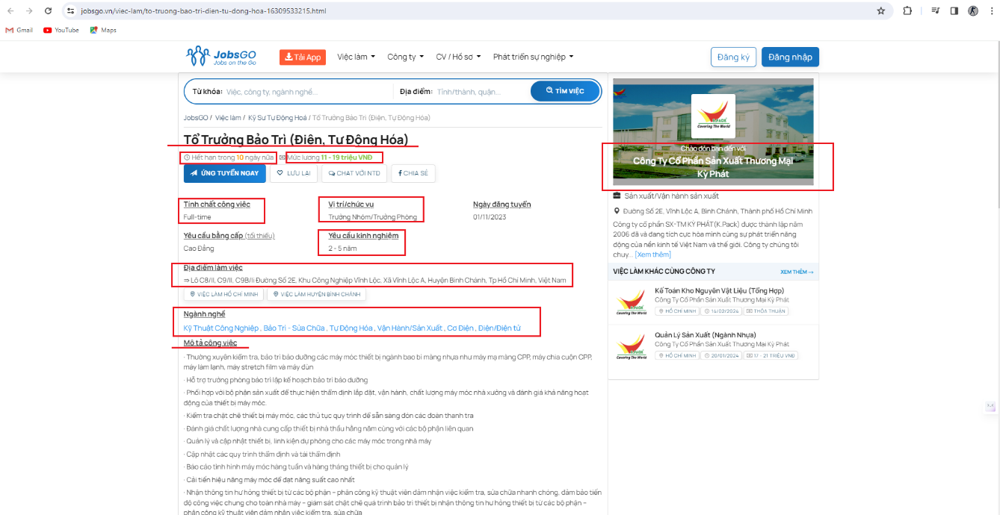 jobsgo.vn/viec-lam/to-truong-bao-tri-dien-tu-dong-hoa-16309533215.html
Gmail YouTube Maps
JobsGO
Jobs on the Go
Tải App
Việc làm
Công ty
CV / Hồ sơ
Phát triển sự nghiệp
Đăng ký
Đăng nhập
Từ khóa: Việc, công ty, ngành nghề...
Địa điểm: Tỉnh/thành, quận...
TÌM VIỆC
JobsGO / Việc làm / Kỹ Sư Tự Động Hoá / Tổ Trưởng Bảo Trì (Điện, Tự Động Hóa)
Tổ Trưởng Bảo Trì (Điện, Tự Động Hóa)
Hết hạn trong 10 ngày nữa
Mức lương 11 - 19 triệu VNĐ
ỨNG TUYỂN NGAY
LƯU LẠI
CHAT VỚI NTD
CHIA SẺ
Tính chất công việc
Full-time
Vị trí/chức vụ
Trưởng Nhóm/Trưởng Phòng
Ngày đăng tuyển
01/11/2023
Yêu cầu bằng cấp (tối thiểu)
Cao Đẳng
Yêu cầu kinh nghiệm
2 - 5 năm
Địa điểm làm việc
⇒ Lô C8/II, C9/II, C9B/Ii Đường Số 2E, Khu Công Nghiệp Vĩnh Lộc, Xã Vĩnh Lộc A, Huyện Bình Chánh, Tp Hồ Chí Minh, Việt Nam
VIỆC LÀM HỒ CHÍ MINH
VIỆC LÀM HUYỆN BÌNH CHÁNH
Ngành nghề
Kỹ Thuật Công Nghiệp , Bảo Trì - Sửa Chữa , Tự Động Hóa , Vận Hành/Sản Xuất , Cơ Điện , Điện/Điện tử
Mô tả công việc
· Thường xuyên kiểm tra, bảo trì bảo dưỡng các máy móc thiết bị ngành bao bì màng nhựa như máy mạ màng CPP, máy chia cuộn CPP,
máy làm lạnh, máy stretch film và máy đùn
· Hỗ trợ trưởng phòng bảo trì lập kế hoạch bảo trì bảo dưỡng
· Phối hợp với bộ phận sản xuất để thực hiện thẩm định lắp đặt, vận hành, chất lượng máy móc nhà xưởng và đánh giá khả năng hoạt
động của thiết bị máy móc.
· Kiểm tra chặt chẽ thiết bị máy móc, các thủ tục quy trình để sẵn sàng đón các đoàn thanh tra
· Đánh giá chất lượng nhà cung cấp thiết bị nhà thầu hằng năm cùng với các bộ phận liên quan
· Quản lý và cập nhật thiết bị, linh kiện dự phòng cho các máy móc trong nhà máy
· Cập nhật các quy trình thẩm định và tái thẩm định
· Báo cáo tình hình máy móc hàng tuần và hàng tháng thiết bị cho quản lý
· Cải tiến hiệu năng máy móc để đạt năng suất cao nhất
· Nhận thông tin hư hỏng thiết bị từ các bộ phận – phân công kỹ thuật viên đảm nhận việc kiểm tra, sửa chữa nhanh chóng, đảm bảo tiến
độ công việc chung cho toàn nhà máy – giám sát chặt chẽ quá trình bảo trì thiết bị nhận thông tin hư hỏng thiết bị từ các bộ phận –
phân công kỹ thuật viên đảm nhận việc kiểm tra, sửa chữa
Covering The World
Chào đón bạn đến với
Công Ty Cổ Phần Sản Xuất Thương Mại
Kỳ Phát
Sản xuất/Vận hành sản xuất
Đường Số 2E, Vĩnh Lộc A, Bình Chánh, Thành phố Hồ Chí Minh
Công ty cổ phần SX-TM KỲ PHÁT(K.Pack) được thành lập năm
2006 đã và đang tích cực hòa mình cùng sự phát triển năng
động của nền kinh tế Việt Nam và thế giới. Công ty chúng tôi
chuy... [Xem thêm]
VIỆC LÀM KHÁC CÙNG CÔNG TY
XEM THÊM →
Kế Toán Kho Nguyên Vật Liệu (Tổng Hợp)
Công Ty Cổ Phần Sản Xuất Thương Mại Kỳ Phát
HỒ CHÍ MINH
14/02/2024
THỎA THUẬN
Covering The World
Quản Lý Sản Xuất (Ngành Nhựa)
Công Ty Cổ Phần Sản Xuất Thương Mại Kỳ Phát
HỒ CHÍ MINH
20/01/2024
17 - 21 TRIỆU VNĐ
Covering The World